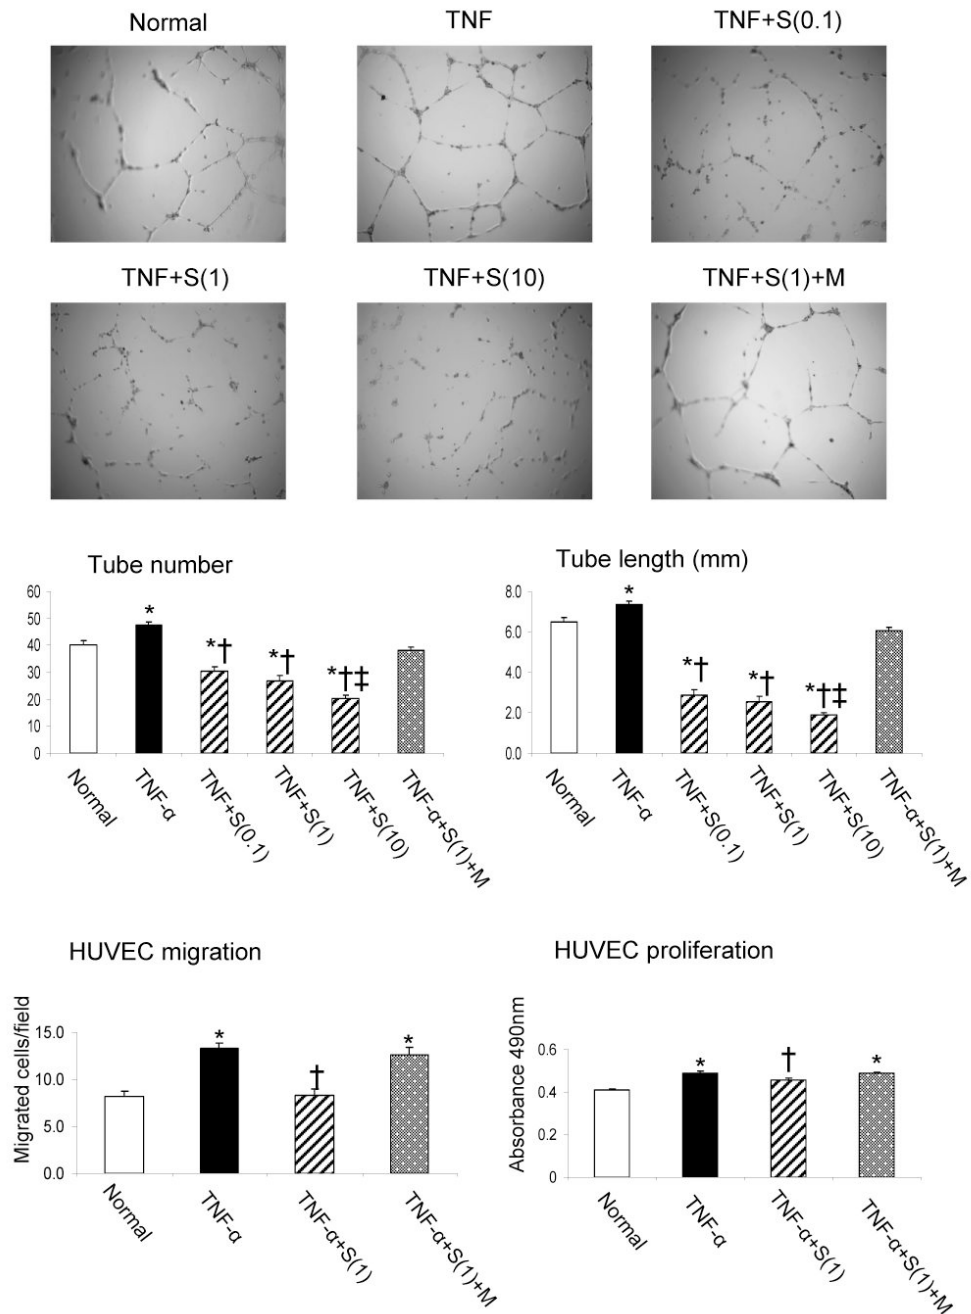 Normal
TNF
TNF+S(0.1)
TNF+S(1)
TNF+S(10)
TNF+S(1)+M
Tube number
60
50
40
30
20
10
0
*
*†
*†
*†‡
Normal
TNF-α
TNF+S(0.1)
TNF+S(1)
TNF+S(10)
TNF-α+S(1)+M
Tube length (mm)
8.0
6.0
4.0
2.0
0.0
*
*†
*†
*†‡
Normal
TNF-α
TNF+S(0.1)
TNF+S(1)
TNF+S(10)
TNF-α+S(1)+M
HUVEC migration
Migrated cells/field
15.0
10.0
5.0
0.0
*
†
*
Normal
TNF-α
TNF-α+S(1)
TNF-α+S(1)+M
HUVEC proliferation
Absorbance 490nm
0.6
0.4
0.2
0
*
†
*
Normal
TNF-α
TNF-α+S(1)
TNF-α+S(1)+M